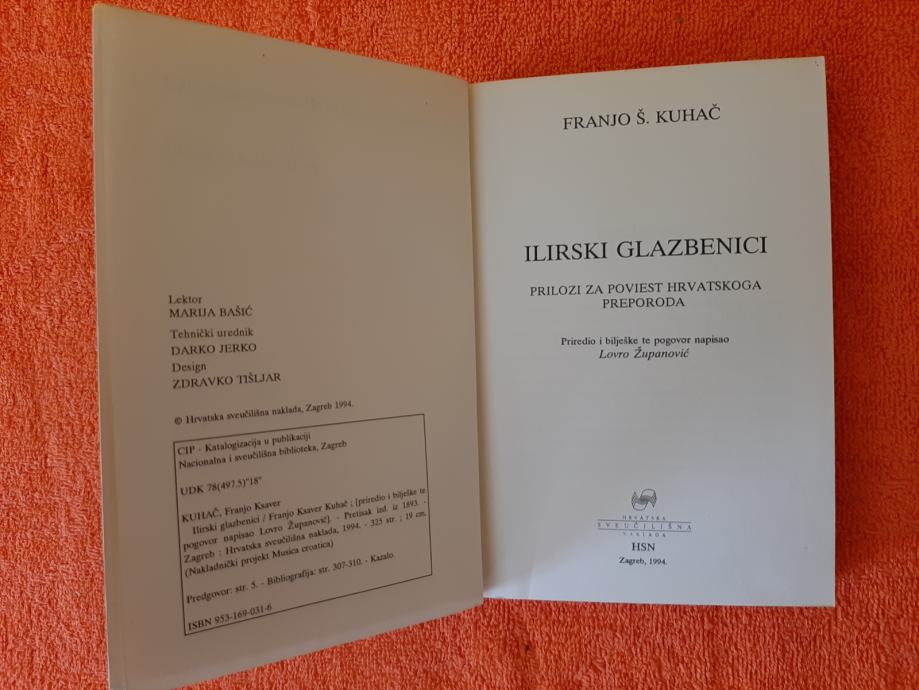 Lektor
MARIJA BAŠIĆ
Tehnički urednik
DARKO JERKO
Design
ZDRAVKO TIŠLJAR
© Hrvatska sveučilišna naklada, Zagreb 1994.
CIP - Katalogizacija u publikaciji
Nacionalna i sveučilišna biblioteka, Zagreb
UDK 78(497.5)"18"
KUHAČ, Franjo Ksaver
Ilirski glazbenici / Franjo Ksaver Kuhač ; [priredio i bilješke te
pogovor napisao Lovro Županović]. - Pretisak izd. iz 1893. -
Zagreb : Hrvatska sveučilišna naklada, 1994. - 325 str. ; 19 cm.
(Nakladnički projekt Musica croatica)
Predgovor: str. 5. - Bibliografija: str. 307-310. - Kazalo.
ISBN 953-169-031-6
FRANJO Š. KUHAČ
ILIRSKI GLAZBENICI
PRILOZI ZA POVIEST HRVATSKOGA
PREPORODA
Priredio i bilješke te pogovor napisao
Lovro Županović
HRVATSKA
SVEUČILIŠNA
NAKLADA
HSN
Zagreb, 1994.